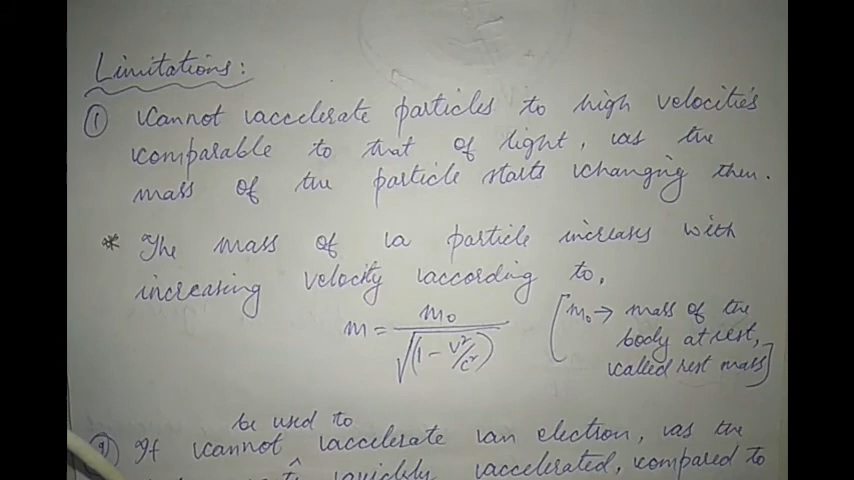 Limitations:
① Cannot accelerate particles to high velocities
comparable to that of light, as the
mass of the particle starts changing then.
* The mass of a particle increases with
increasing velocity according to,
m = m₀ / √(1 - v²/c²) [m₀ → mass of the
body at rest,
called rest mass]
be used to
② It cannot ^ accelerate an electron, as the
quickly accelerated, compared to